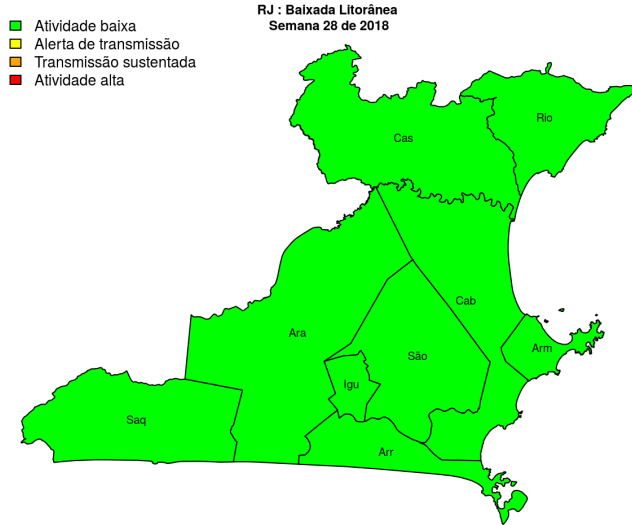 RJ : Baixada Litorânea
Semana 28 de 2018
Atividade baixa
Alerta de transmissão
Transmissão sustentada
Atividade alta
Rio
Cas
Cab
Ara
Arm
São
Igu
Saq
Arr